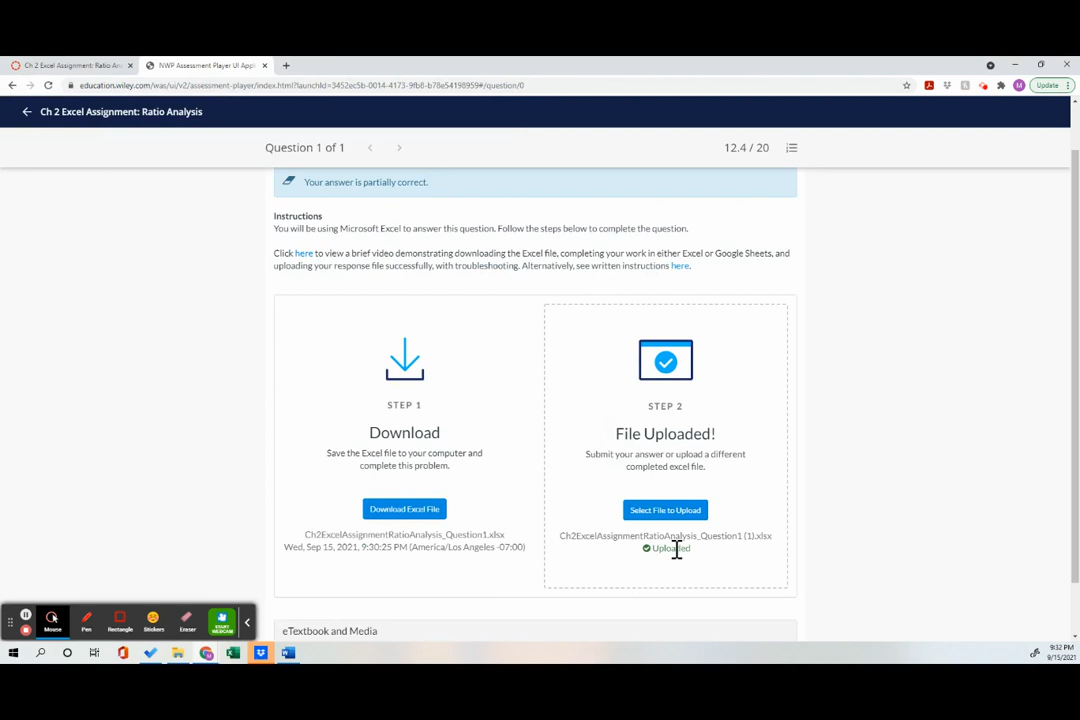 Ch 2 Excel Assignment: Ratio Ana
NWP Assessment Player UI Appl
education.wiley.com/was/ui/v2/assessment-player/index.html?launchId=3452ec5b-0014-4173-9fb8-b78e54198959#/question/0
Update
Ch 2 Excel Assignment: Ratio Analysis
Question 1 of 1
12.4 / 20
Your answer is partially correct.
Instructions
You will be using Microsoft Excel to answer this question. Follow the steps below to complete the question.
Click here to view a brief video demonstrating downloading the Excel file, completing your work in either Excel or Google Sheets, and
uploading your response file successfully, with troubleshooting. Alternatively, see written instructions here.
STEP 1
Download
Save the Excel file to your computer and
complete this problem.
Download Excel File
Ch2ExcelAssignmentRatioAnalysis_Question1.xlsx
Wed, Sep 15, 2021, 9:30:25 PM (America/Los Angeles -07:00)
STEP 2
File Uploaded!
Submit your answer or upload a different
completed excel file.
Select File to Upload
Ch2ExcelAssignmentRatioAnalysis_Question1 (1).xlsx
Uploaded
eTextbook and Media
Mouse
Pen
Rectangle
Stickers
Eraser
START
WEBCAM
9:32 PM
9/15/2021